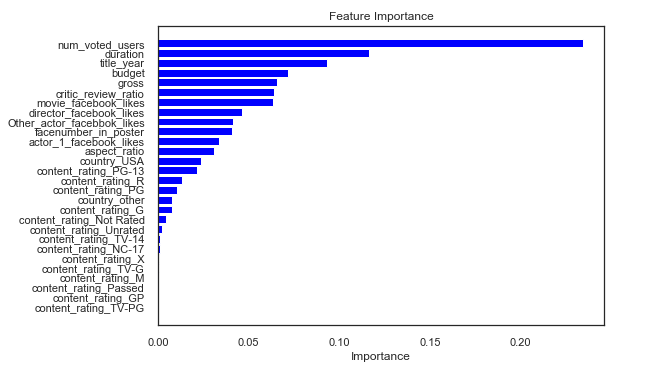 Feature Importance
num_voted_users
duration
title_year
budget
gross
critic_review_ratio
movie_facebook_likes
director_facebook_likes
Other_actor_facebbok_likes
facenumber_in_poster
actor_1_facebook_likes
aspect_ratio
country_USA
content_rating_PG-13
content_rating_R
content_rating_PG
country_other
content_rating_G
content_rating_Not Rated
content_rating_Unrated
content_rating_TV-14
content_rating_NC-17
content_rating_X
content_rating_TV-G
content_rating_M
content_rating_Passed
content_rating_GP
content_rating_TV-PG
0.00 0.05 0.10 0.15 0.20
Importance